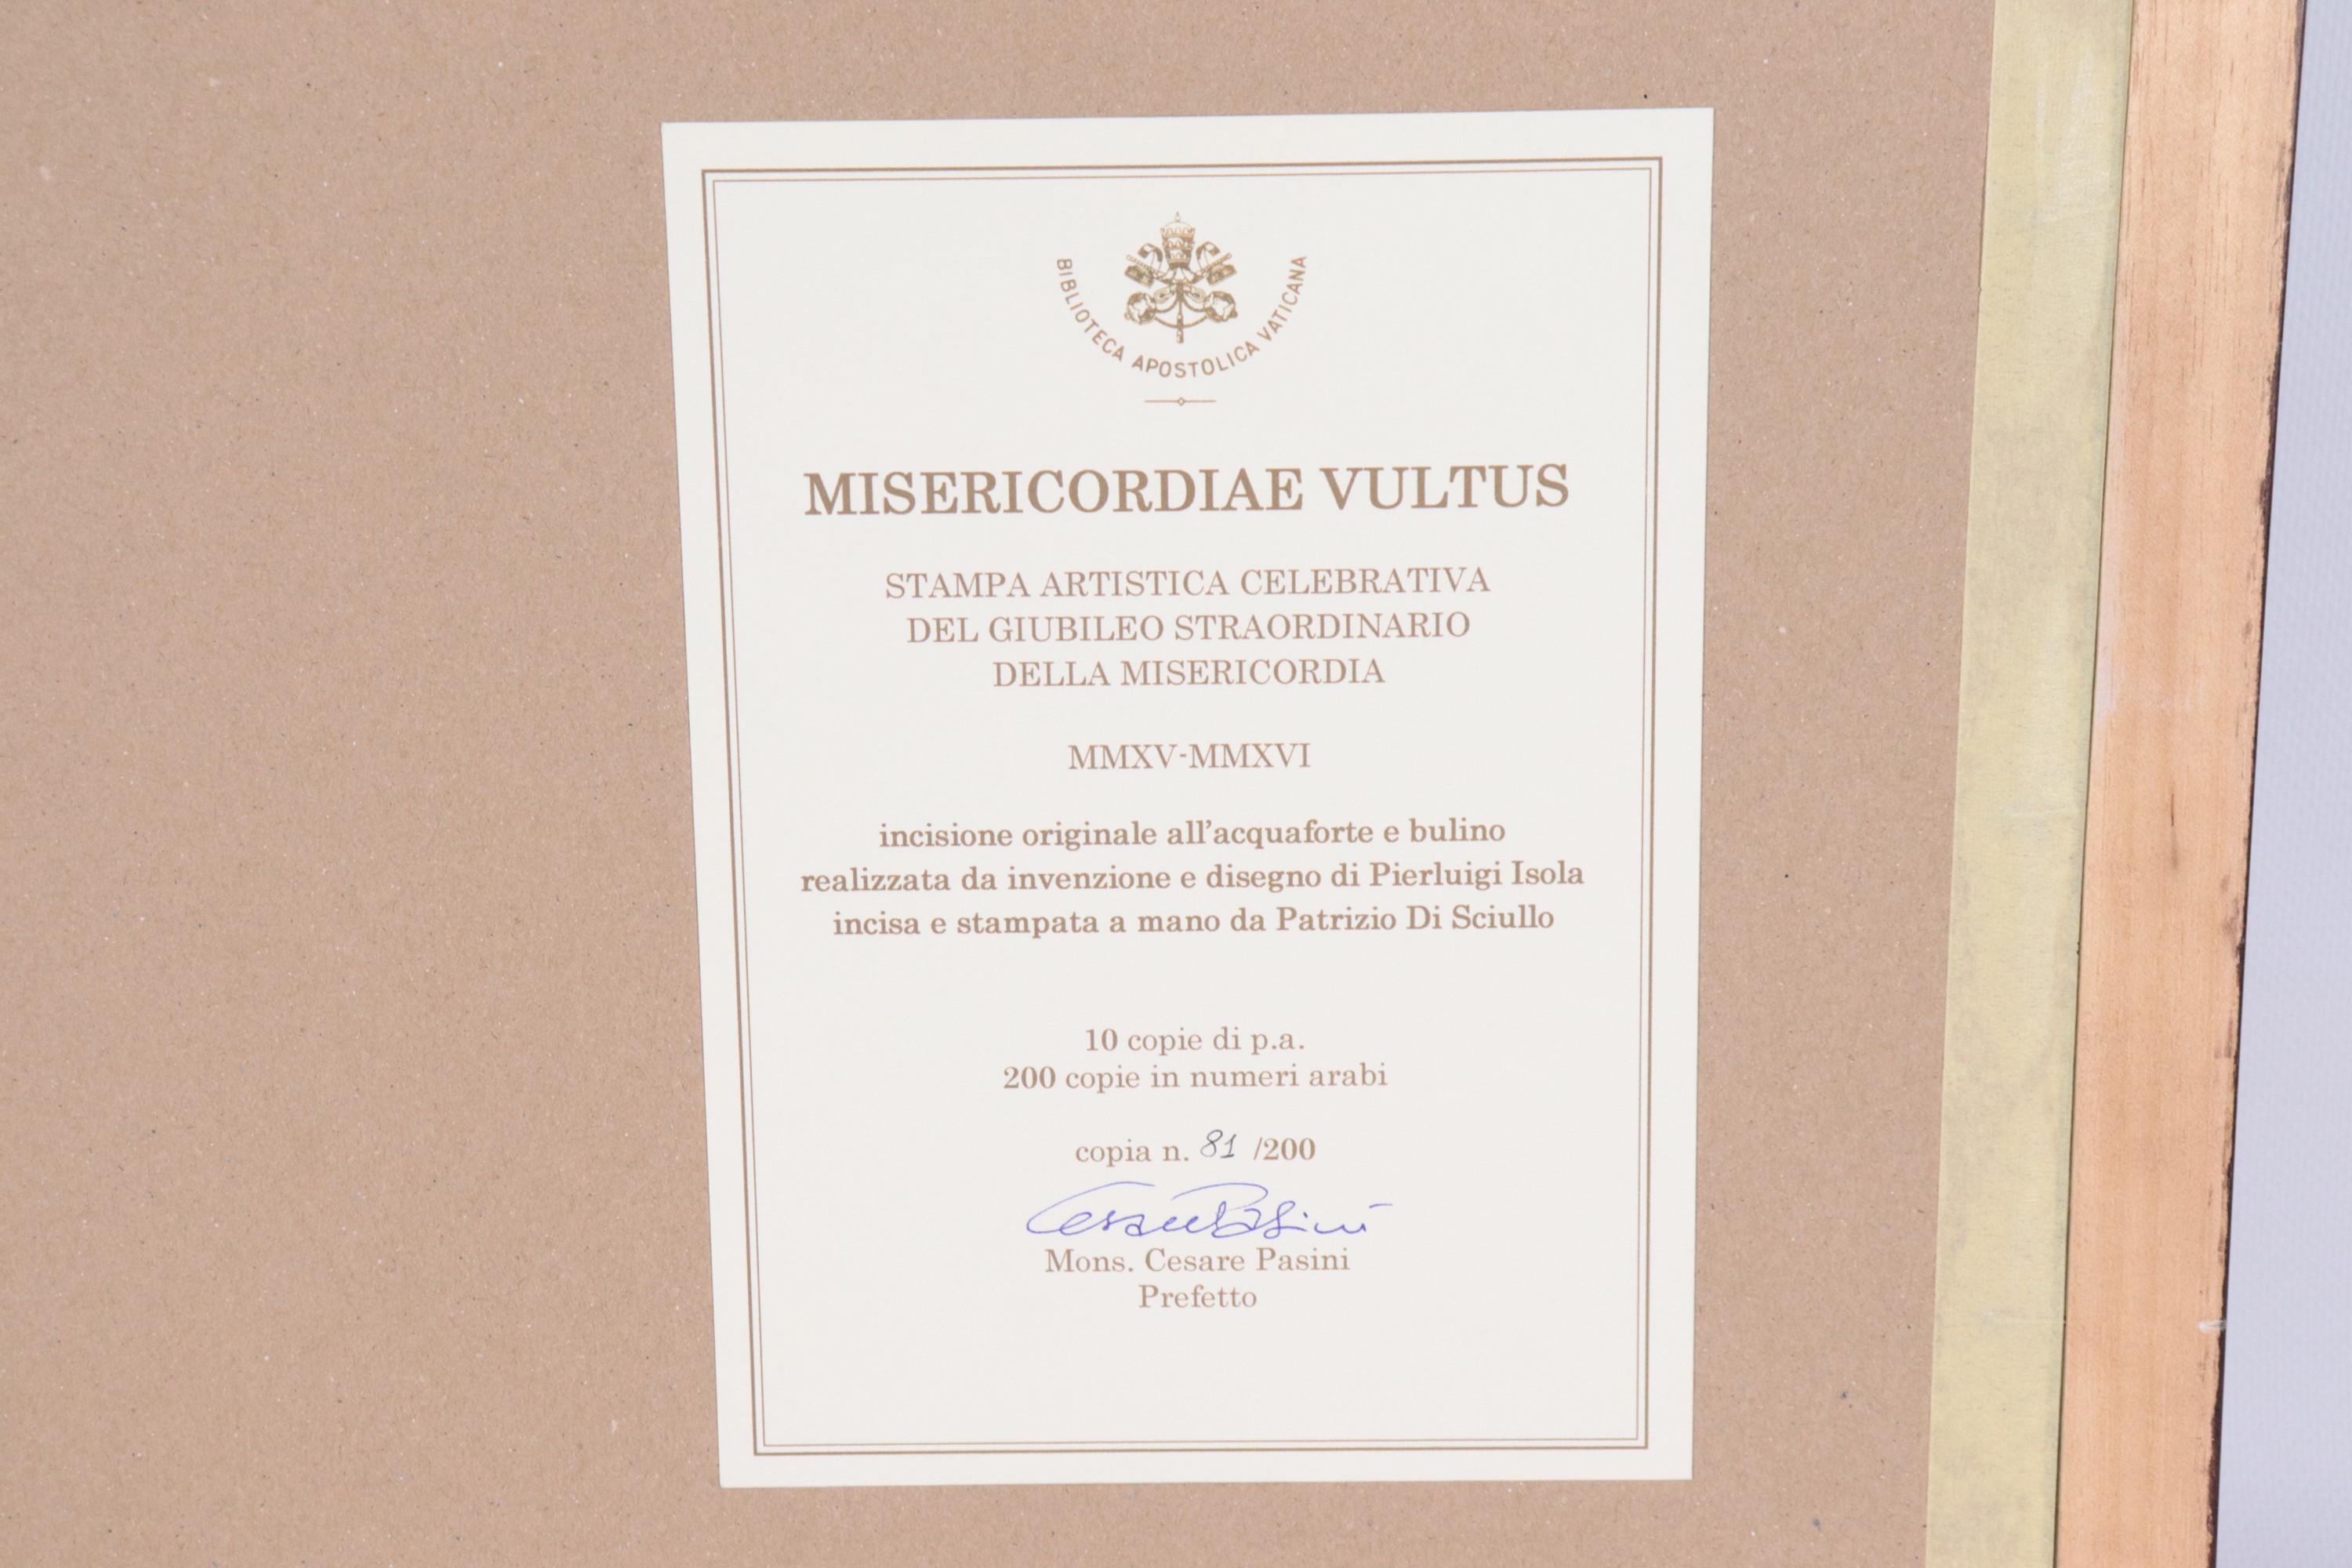 BIBLIOTECA APOSTOLICA VATICANA
MISERICORDIAE VULTUS
STAMPA ARTISTICA CELEBRATIVA
DEL GIUBILEO STRAORDINARIO
DELLA MISERICORDIA
MMXV-MMXVI
incisione originale all’acquaforte e bulino
realizzata da invenzione e disegno di Pierluigi Isola
incisa e stampata a mano da Patrizio Di Sciullo
10 copie di p.a.
200 copie in numeri arabi
copia n. 81 /200
Cesare Pasini
Mons. Cesare Pasini
Prefetto